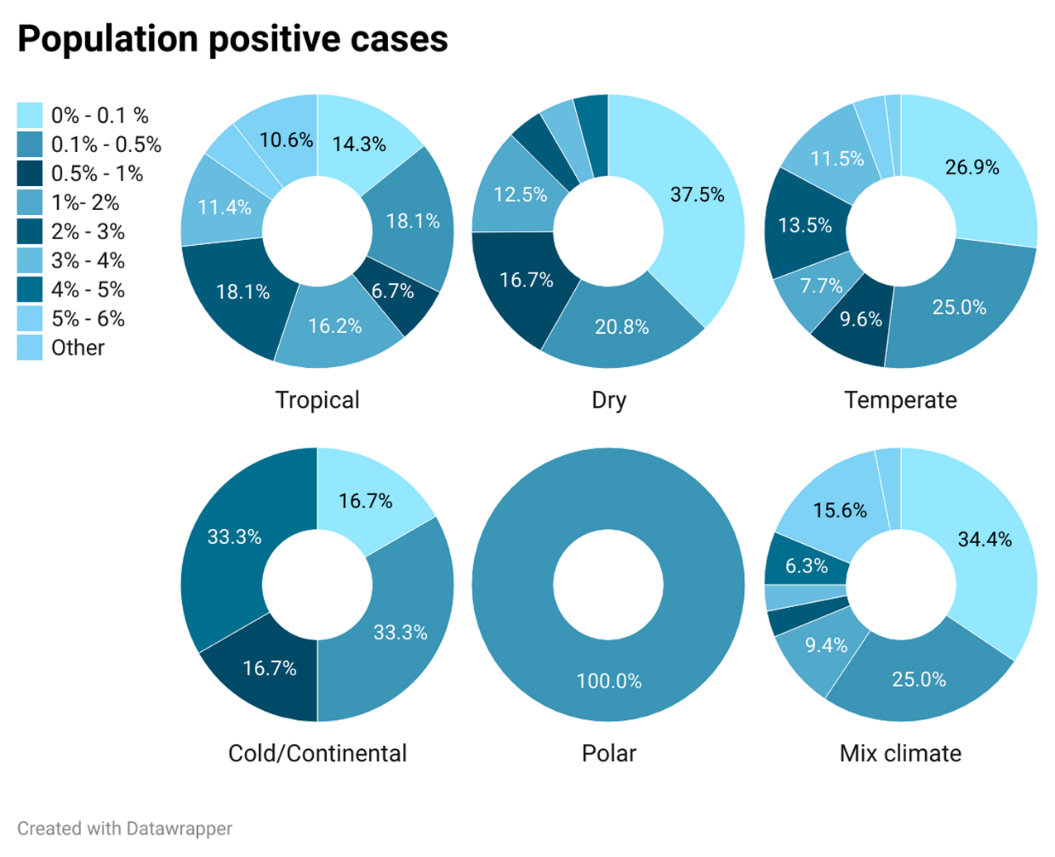 Population positive cases
0% - 0.1 %
0.1% - 0.5%
0.5% - 1%
1%- 2%
2% - 3%
3% - 4%
4% - 5%
5% - 6%
Other
10.6%
14.3%
18.1%
6.7%
16.2%
18.1%
11.4%
Tropical
37.5%
20.8%
16.7%
12.5%
Dry
26.9%
25.0%
9.6%
7.7%
13.5%
11.5%
Temperate
16.7%
33.3%
16.7%
33.3%
Cold/Continental
100.0%
Polar
34.4%
25.0%
9.4%
6.3%
15.6%
Mix climate
Created with Datawrapper